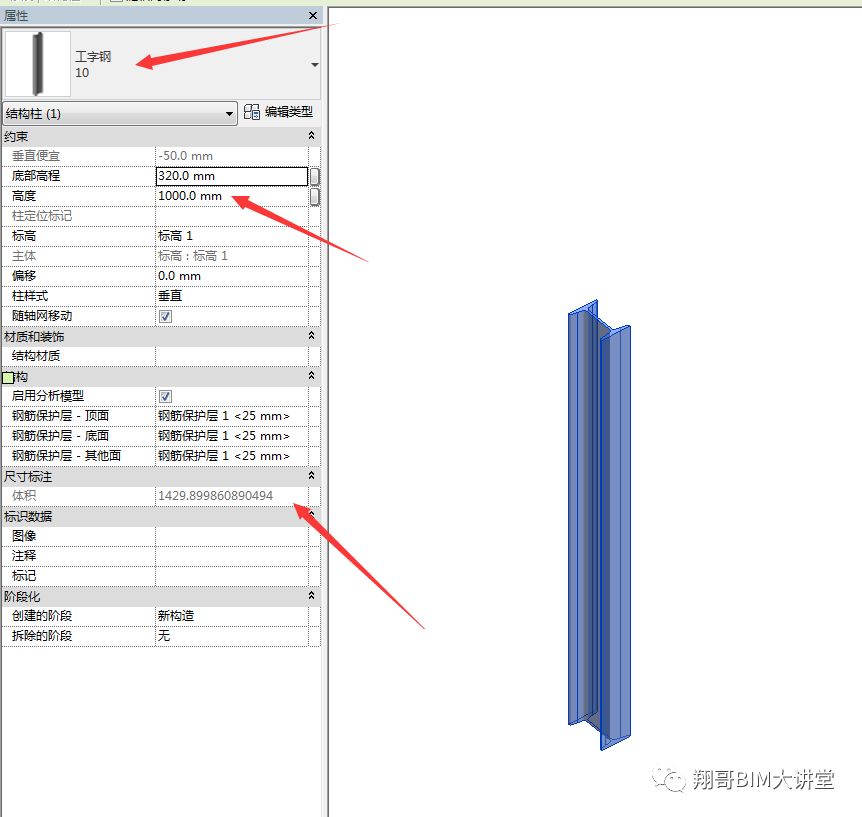 属性
工字钢
10
结构柱 (1)
编辑类型
约束
垂直便宜 -50.0 mm
底部高程 320.0 mm
高度 1000.0 mm
柱定位标记
标高 标高 1
主体 标高 : 标高 1
偏移 0.0 mm
柱样式 垂直
随轴网移动
材质和装饰
结构材质
构
启用分析模型
钢筋保护层 - 顶面 钢筋保护层 1 <25 mm>
钢筋保护层 - 底面 钢筋保护层 1 <25 mm>
钢筋保护层 - 其他面 钢筋保护层 1 <25 mm>
尺寸标注
体积 1429.899860890494
标识数据
图像
注释
标记
阶段化
创建的阶段 新构造
拆除的阶段 无
翔哥BIM大讲堂